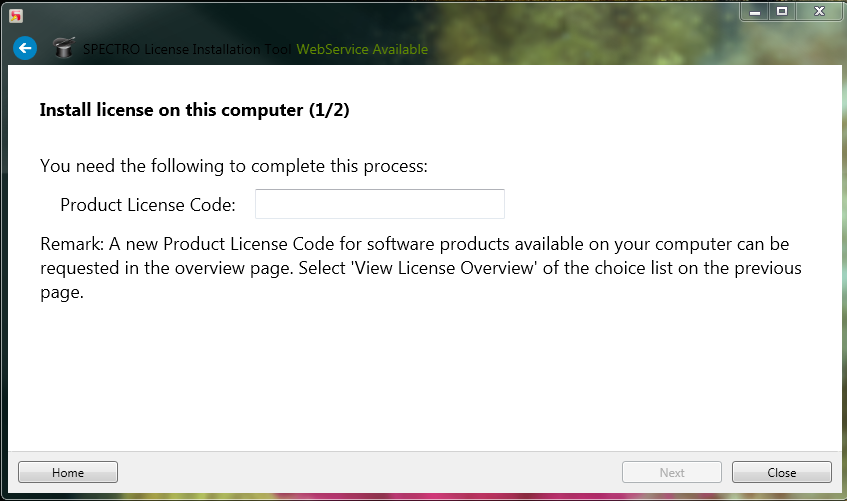 SPECTRO License Installation Tool WebService Available
Install license on this computer (1/2)
You need the following to complete this process:
Product License Code:
Remark: A new Product License Code for software products available on your computer can be
requested in the overview page. Select 'View License Overview' of the choice list on the previous
page.
Home Next Close